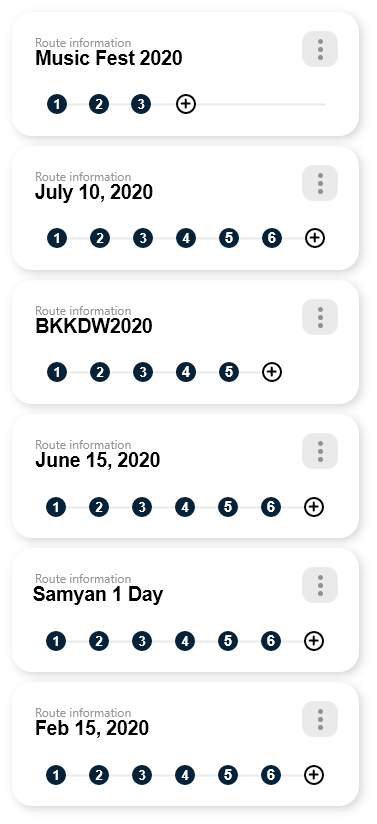 Route information
Music Fest 2020
1 2 3 +
Route information
July 10, 2020
1 2 3 4 5 6 +
Route information
BKKDW2020
1 2 3 4 5 +
Route information
June 15, 2020
1 2 3 4 5 6 +
Route information
Samyan 1 Day
1 2 3 4 5 6 +
Route information
Feb 15, 2020
1 2 3 4 5 6 +